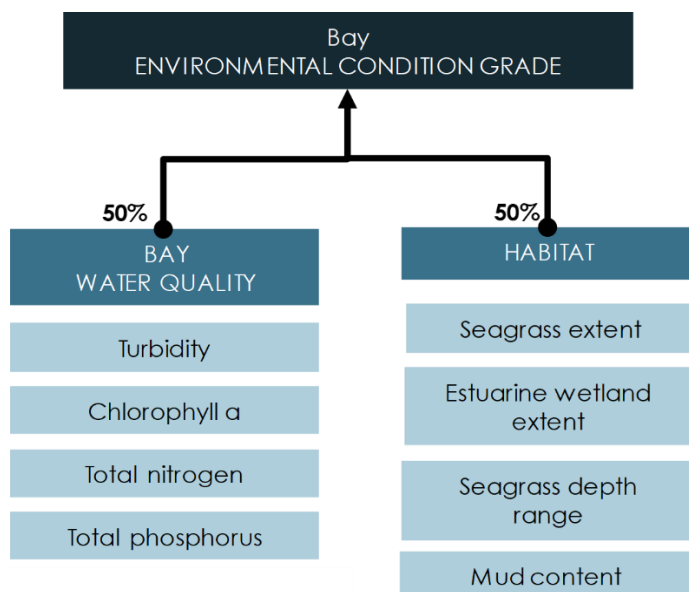 Bay
ENVIRONMENTAL CONDITION GRADE
50%
50%
BAY
WATER QUALITY
HABITAT
Turbidity
Chlorophyll a
Total nitrogen
Total phosphorus
Seagrass extent
Estuarine wetland
extent
Seagrass depth
range
Mud content